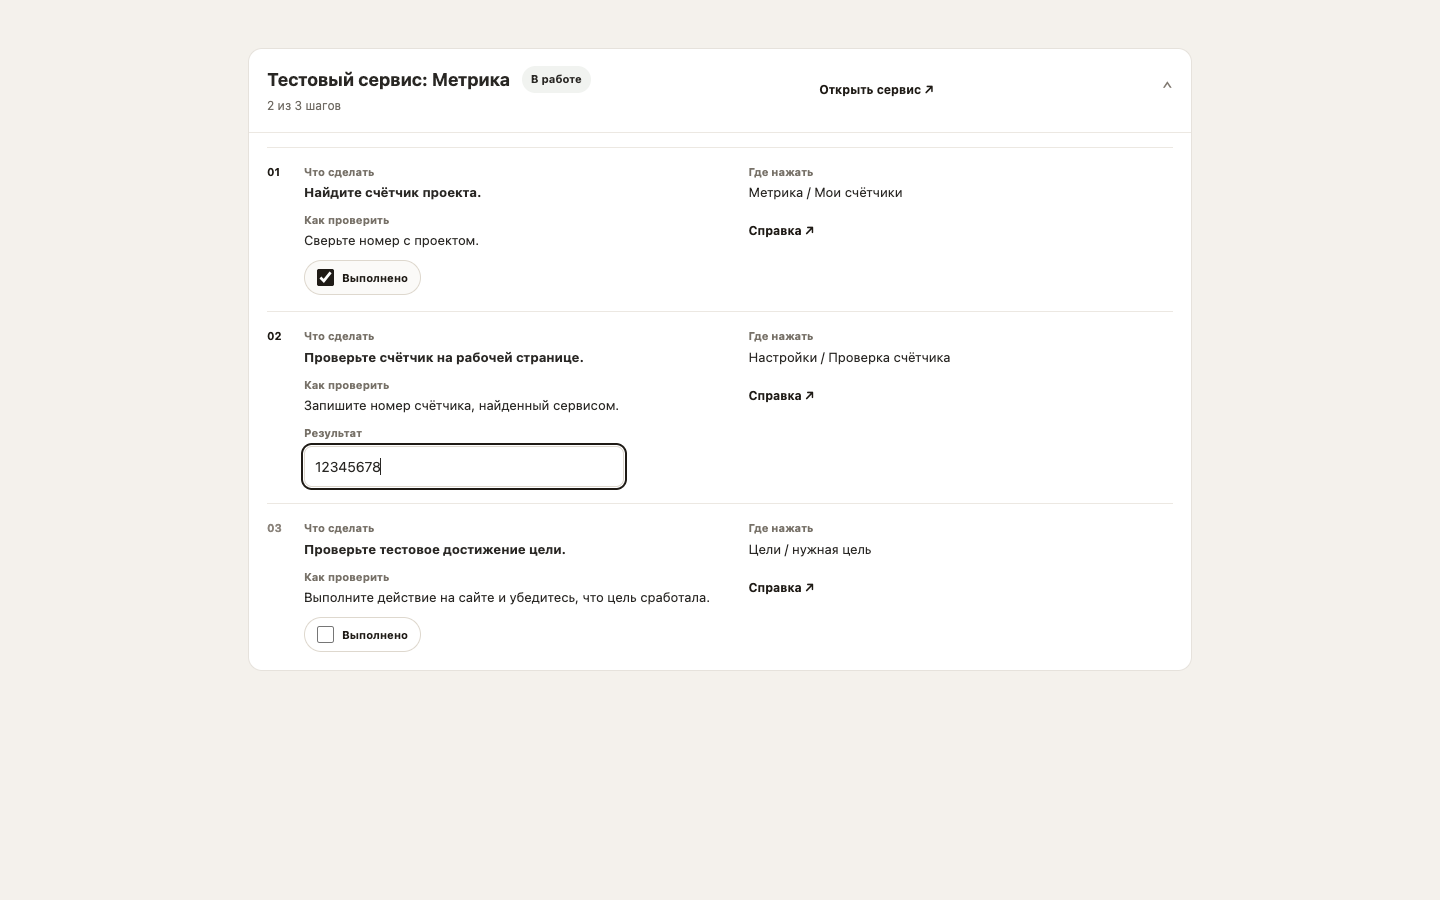 Тестовый сервис: Метрика
В работе
2 из 3 шагов
Открыть сервис ↗
01
Что сделать
Найдите счётчик проекта.
Как проверить
Сверьте номер с проектом.
Выполнено
Где нажать
Метрика / Мои счётчики
Справка ↗
02
Что сделать
Проверьте счётчик на рабочей странице.
Как проверить
Запишите номер счётчика, найденный сервисом.
Результат
12345678
Где нажать
Настройки / Проверка счётчика
Справка ↗
03
Что сделать
Проверьте тестовое достижение цели.
Как проверить
Выполните действие на сайте и убедитесь, что цель сработала.
Выполнено
Где нажать
Цели / нужная цель
Справка ↗